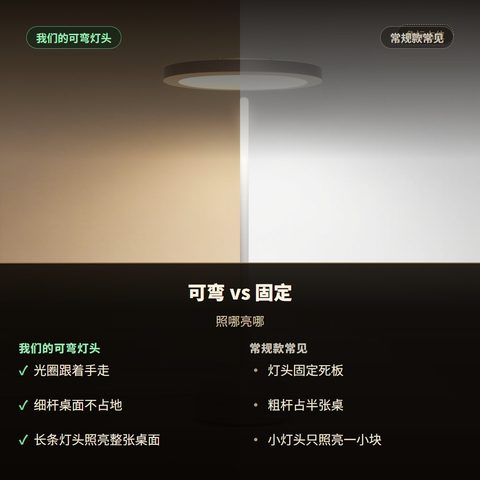 我们的可弯灯头
常规款常见
可弯 vs 固定
照哪亮哪
我们的可弯灯头
常规款常见
✓ 光圈跟着手走
• 灯头固定死板
✓ 细杆桌面不占地
• 粗杆占半张桌
✓ 长条灯头照亮整张桌面
• 小灯头只照亮一小块